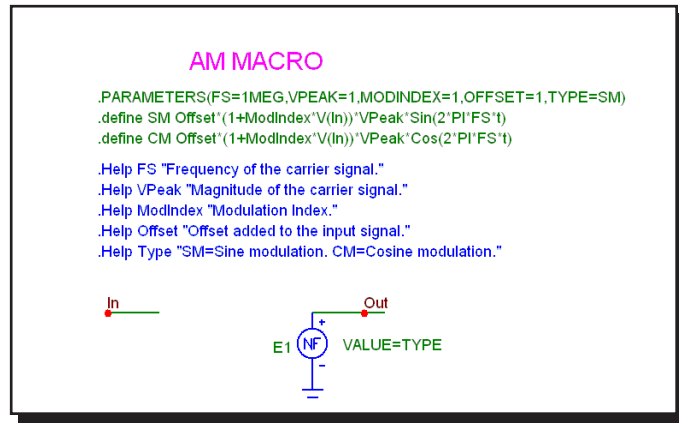 AM MACRO
.PARAMETERS(FS=1MEG,VPEAK=1,MODINDEX=1,OFFSET=1,TYPE=SM)
.define SM Offset*(1+ModIndex*V(In))*VPeak*Sin(2*PI*FS*t)
.define CM Offset*(1+ModIndex*V(In))*VPeak*Cos(2*PI*FS*t)
.Help FS "Frequency of the carrier signal."
.Help VPeak "Magnitude of the carrier signal."
.Help ModIndex "Modulation Index."
.Help Offset "Offset added to the input signal."
.Help Type "SM=Sine modulation. CM=Cosine modulation."
In
Out
+
E1 NF VALUE=TYPE
-